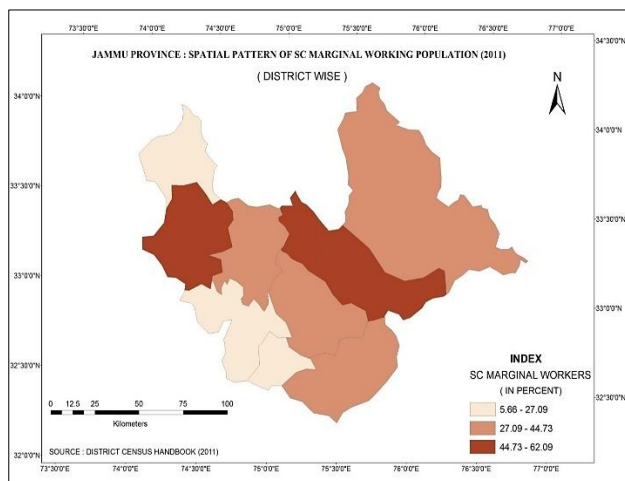 73°30'0"E 74°0'0"E 74°30'0"E 75°0'0"E 75°30'0"E 76°0'0"E 76°30'0"E 77°0'0"E
JAMMU PROVINCE : SPATIAL PATTERN OF SC MARGINAL WORKING POPULATION (2011)
( DISTRICT WISE )
N
34°30'0"N
34°0'0"N
34°0'0"N
33°30'0"N
33°30'0"N
33°0'0"N
33°0'0"N
32°30'0"N
32°30'0"N
32°0'0"N
INDEX
SC MARGINAL WORKERS
( IN PERCENT)
5.66 - 27.09
27.09 - 44.73
44.73 - 62.09
0 12.5 25 50 75 100
Kilometers
SOURCE : DISTRICT CENSUS HANDBOOK (2011)
73°30'0"E 74°0'0"E 74°30'0"E 75°0'0"E 75°30'0"E 76°0'0"E 76°30'0"E 77°0'0"E